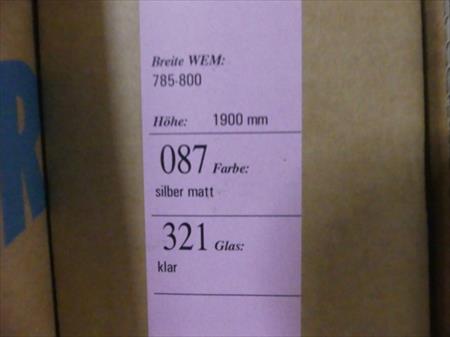 Breite WEM:
785-800
Höhe: 1900 mm
087 Farbe:
silber matt
321 Glas:
klar
R